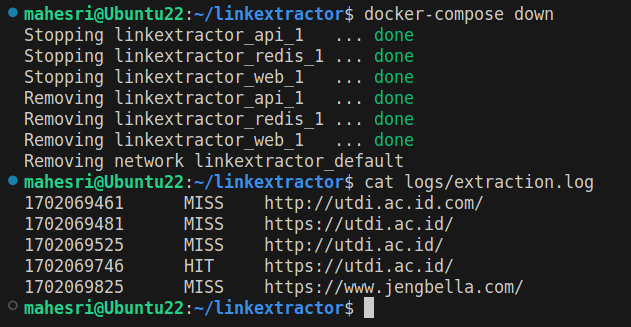 mahesri@Ubuntu22:~/linkextractor$ docker-compose down
Stopping linkextractor_api_1   ... done
Stopping linkextractor_redis_1 ... done
Stopping linkextractor_web_1   ... done
Removing linkextractor_api_1   ... done
Removing linkextractor_redis_1 ... done
Removing linkextractor_web_1   ... done
Removing network linkextractor_default
mahesri@Ubuntu22:~/linkextractor$ cat logs/extraction.log
1702069461      MISS    http://utdi.ac.id.com/
1702069481      MISS    https://utdi.ac.id/
1702069525      MISS    http://utdi.ac.id/
1702069746      HIT     https://utdi.ac.id/
1702069825      MISS    https://www.jengbella.com/
mahesri@Ubuntu22:~/linkextractor$